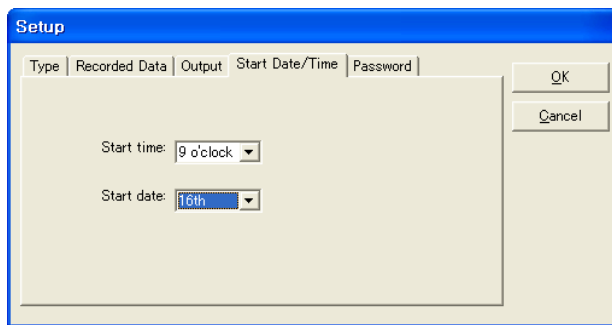 Setup
Type Recorded Data Output Start Date/Time Password
OK
Cancel
Start time: 9 o'clock
Start date: 16th